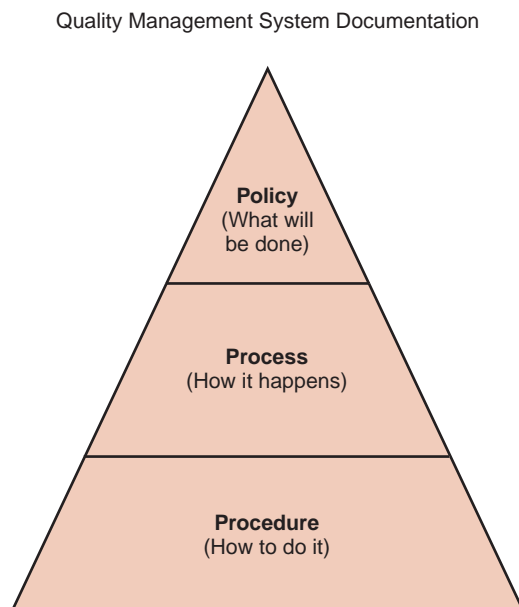 Quality Management System Documentation
Policy
(What will
be done)
Process
(How it happens)
Procedure
(How to do it)